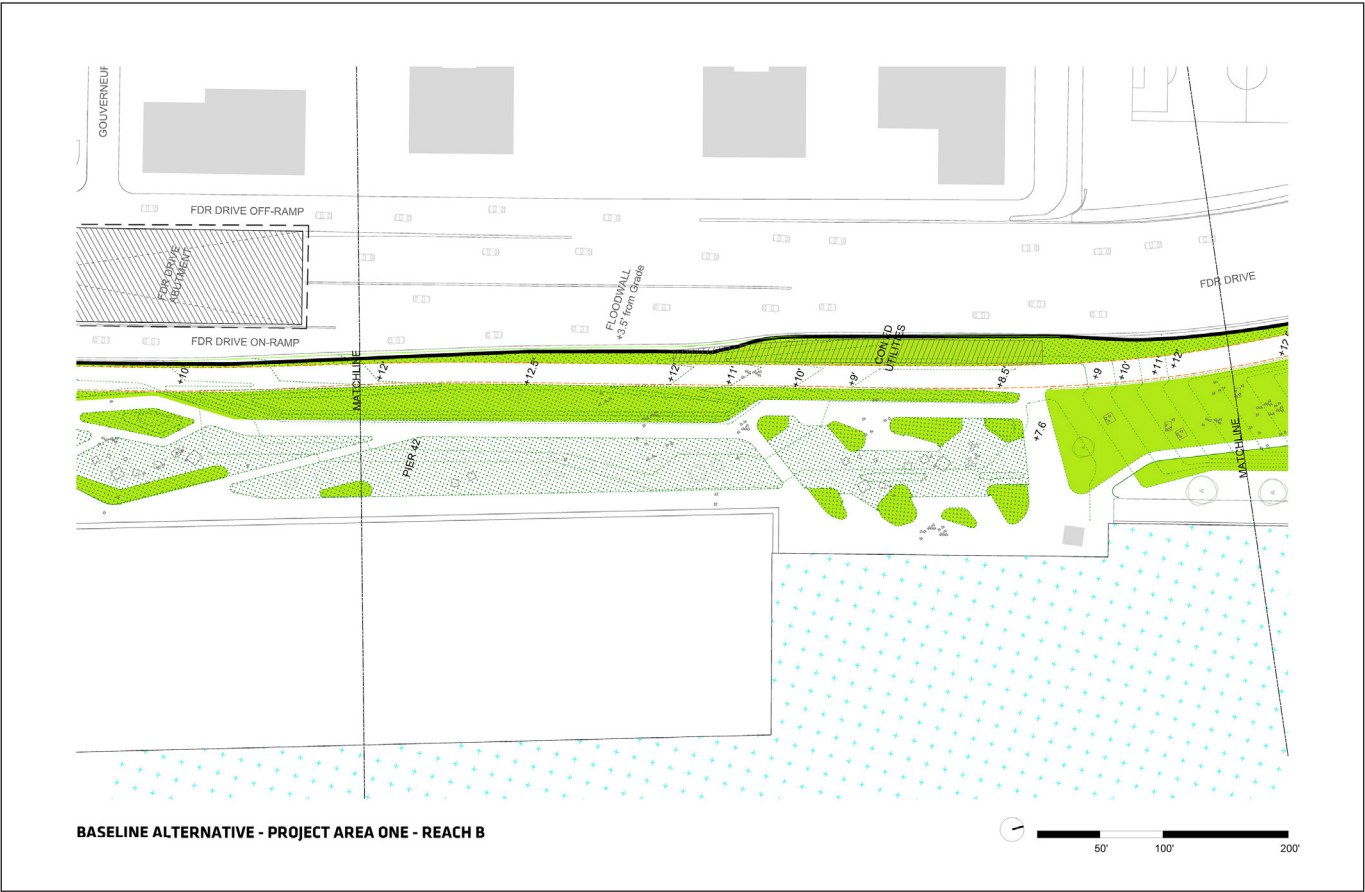 GOUVERNEUR
FDR DRIVE OFF-RAMP
FDR DRIVE
ABUTMENT
FLOODWALL
+3.5' from Grade
FDR DRIVE
FDR DRIVE ON-RAMP
CON ED
UTILITIES
MATCHLINE
+10'
+12'
+12.5'
+12'
+11'
+10'
+9'
+8.5'
+9
+10'
+11'
+12'
+7.6
PIER 42
MATCHLINE
A
A
BASELINE ALTERNATIVE - PROJECT AREA ONE - REACH B
50'
100'
200'